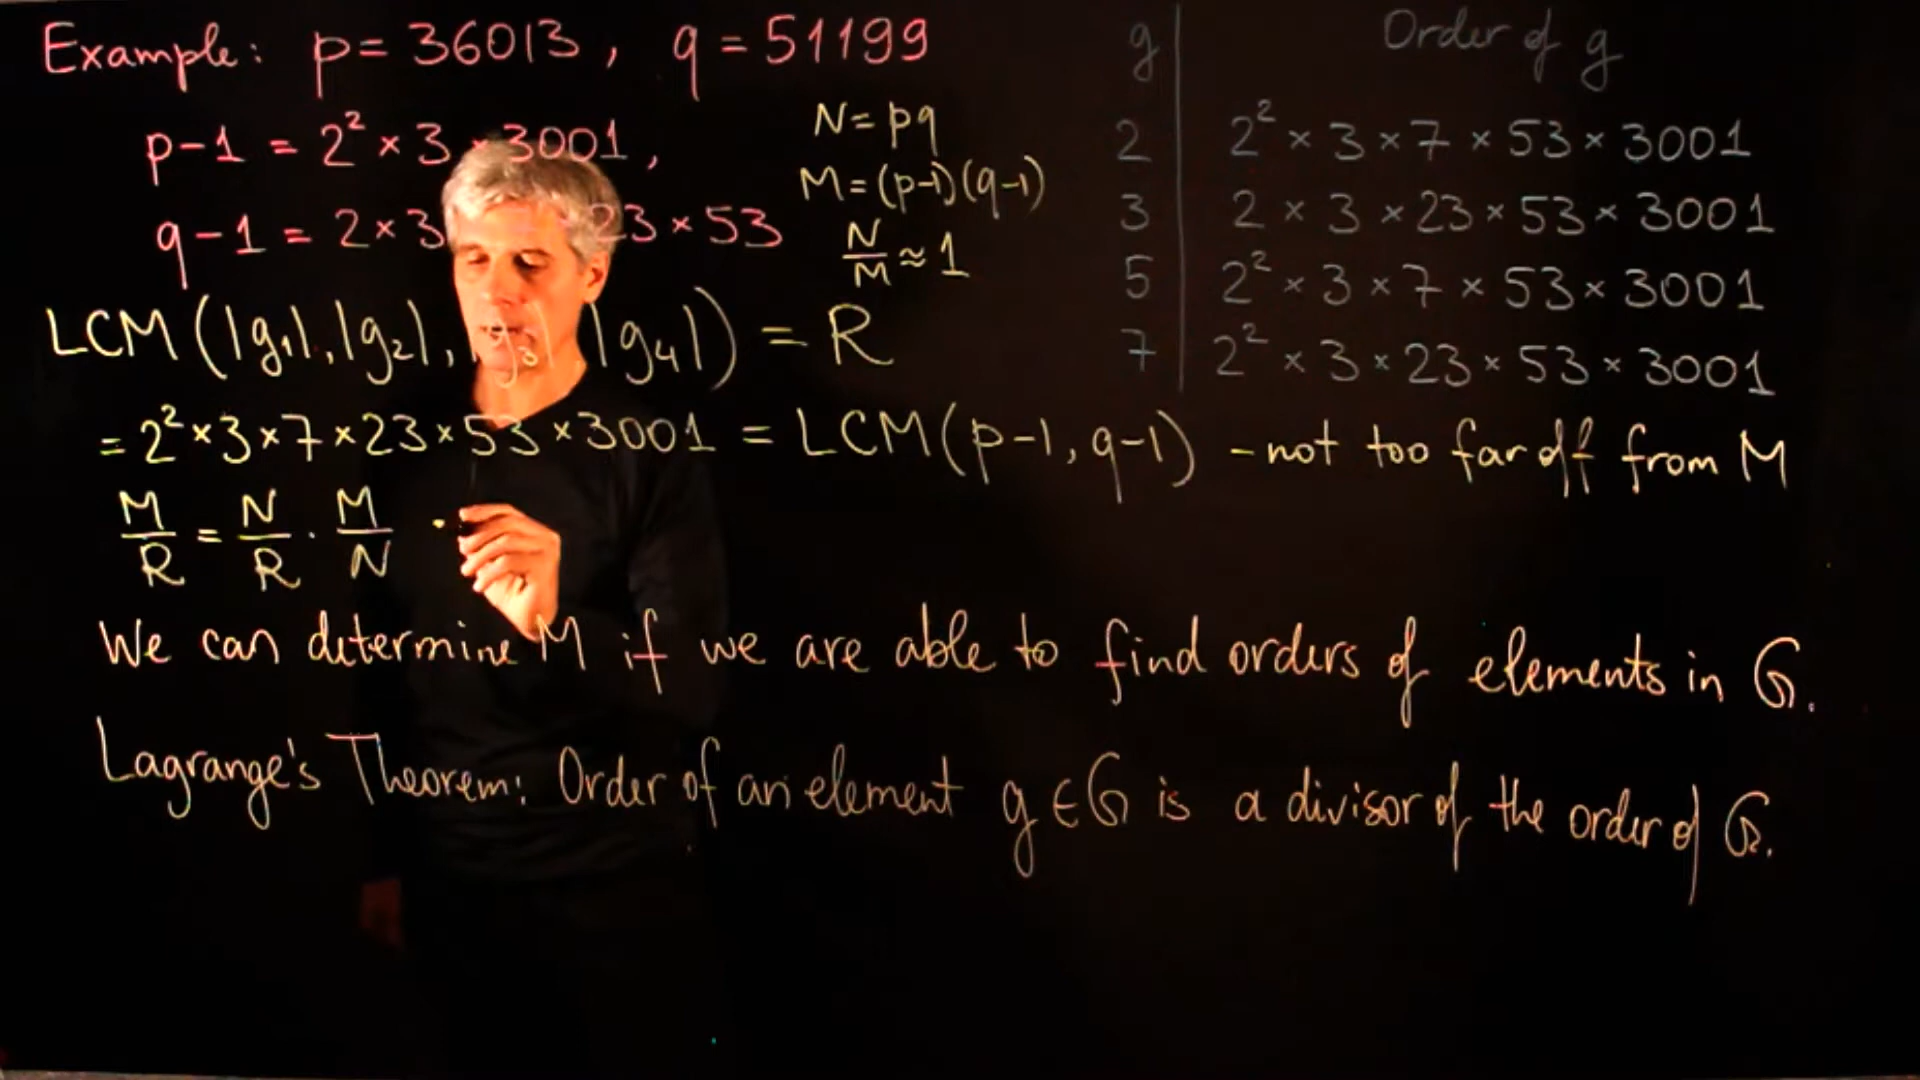 Example: p = 36013, q = 51199
p-1 = 2² × 3 × 3001,
q-1 = 2 × 3 23 × 53
N = pq
M = (p-1)(q-1)
N/M ≈ 1
g | Order of g
2 | 2² × 3 × 7 × 53 × 3001
3 | 2 × 3 × 23 × 53 × 3001
5 | 2² × 3 × 7 × 53 × 3001
7 | 2² × 3 × 23 × 53 × 3001
LCM(|g₁|, |g₂|, |g₃| |g₄|) = R
= 2² × 3 × 7 × 23 × 53 × 3001 = LCM(p-1, q-1) - not too far off from M
M/R = N/R · M/N
We can determine M if we are able to find orders of elements in G.
Lagrange's Theorem: Order of an element g ∈ G is a divisor of the order of G.